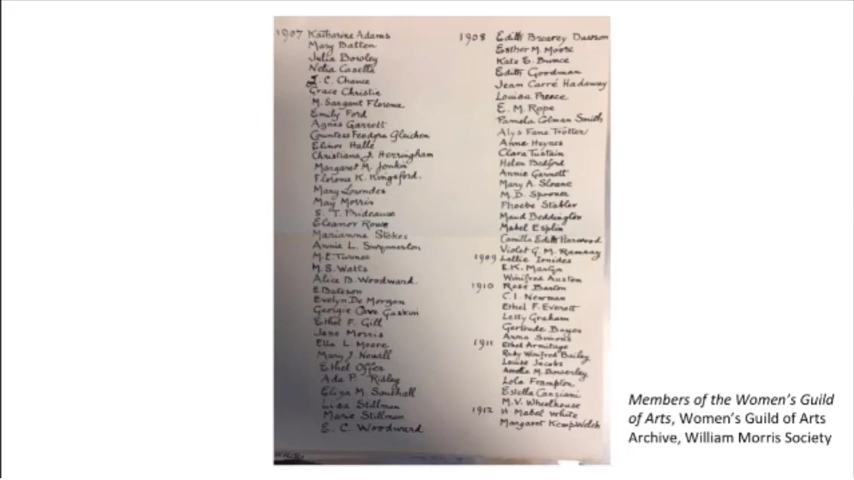 1907 Katharine Adams
Mary Batten
Julia Bowley
Nelia Casella
I. C. Chance
Grace Christie
M. Sargant Florence
Emily Ford
Agnes Garrett
Countess Feodora Gleichen
Elinor Hallé
Christiana J. Herringham
Margaret M. Jenkin
Florence K. Kingsford.
Mary Lowndes
May Morris
S. T. Prideaux
Eleanor Rowe
Marianne Stokes
Annie L. Swynnerton
M. E. Turner
M. S. Watts
Alice B. Woodward
E Bateson
Evelyn De Morgan
Georgie Cave Gaskin
Ethel F. Gill
Jane Morris
Ella L Moore
Mary J. Newill
Ethel Offer
Ada P. Ridley
Eliza M. Southall
Lisa Stillman
Marie Stillman
E. C. Woodward
1908 Edith Brearey Dawson
Esther M. Moore
Kate E. Bunce
Edith Goodman
Jean Carré Hadaway
Louisa Preece
E. M. Rope
Pamela Colman Smith
Alys Fane Trotter
Anne Haynes
Clara Tustain
Helen Bedford
Annie Garnett
Mary A. Sloane
M. D. Spooner
Phoebe Stabler
Maud Beddington
Mabel Esplin
Camilla Edith Harwood
Violet G. M. Ramsay
1909 Lottie Ionides
E. K. Martyn
Winifred Austen
1910 Rose Barton
C. I. Newman
Ethel F. Everett
Letty Graham
Gertrude Bayes
Anna Simons
1911 Ethel Armitage
Ruby Winifred Bailey
Louise Jacobs
M. Bowerley
Lola Frampton
Estella Canziani
M. V. Wheelhouse
1912 H Mabel White
Margaret Kemp Welch
Members of the Women's Guild
of Arts, Women's Guild of Arts
Archive, William Morris Society